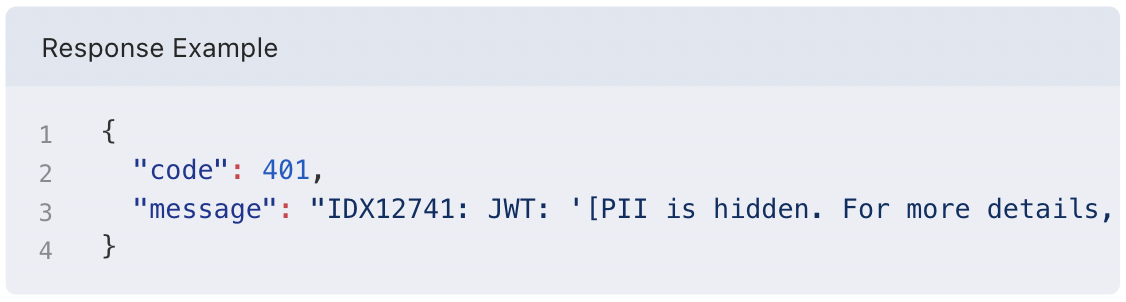 Response Example
1 {
2 "code": 401,
3 "message": "IDX12741: JWT: '[PII is hidden. For more details,
4 }